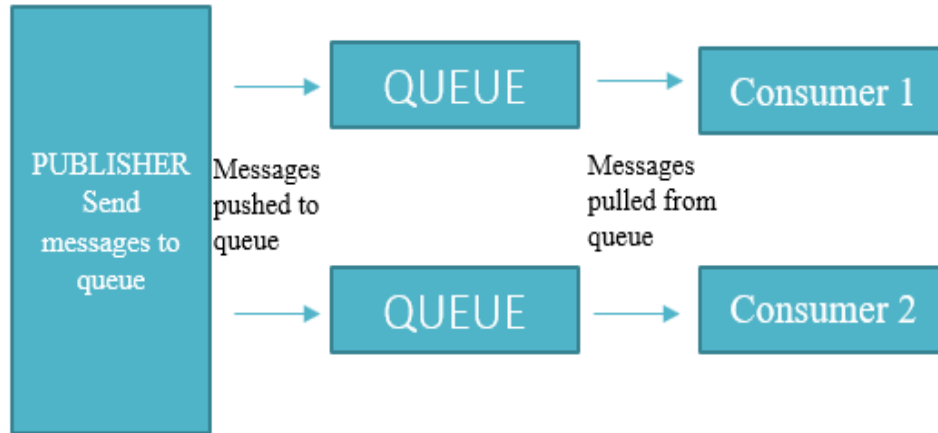 PUBLISHER
Send
messages to
queue
Messages
pushed to
queue
QUEUE
QUEUE
Messages
pulled from
queue
Consumer 1
Consumer 2